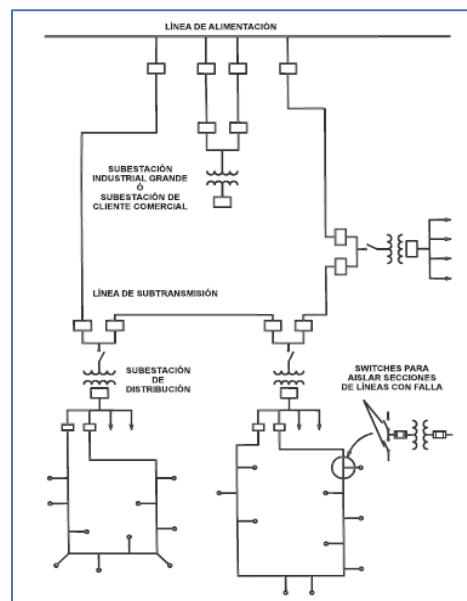 LÍNEA DE ALIMENTACIÓN
SUBESTACIÓN
INDUSTRIAL GRANDE
Ó
SUBESTACIÓN DE
CLIENTE COMERCIAL
LÍNEA DE SUBTRANSMISIÓN
SUBESTACIÓN
DE
DISTRIBUCIÓN
SWITCHES PARA
AISLAR SECCIONES
DE LÍNEAS CON FALLA